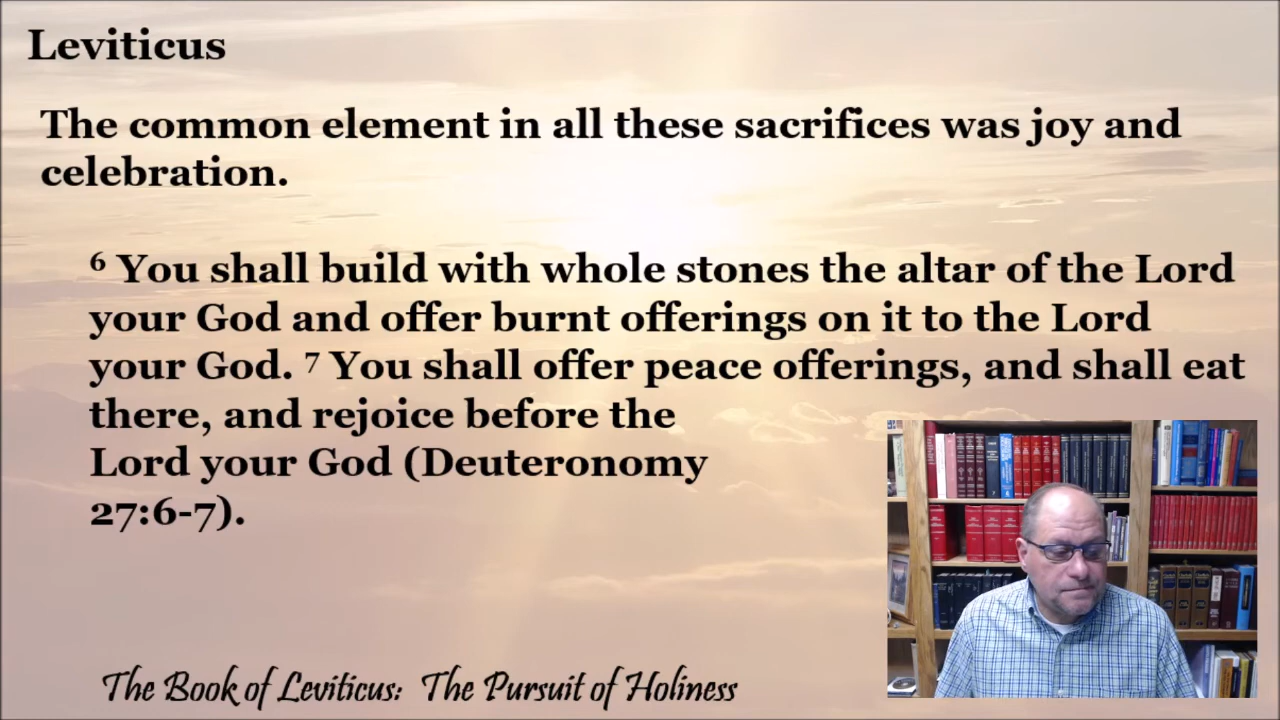 Leviticus
The common element in all these sacrifices was joy and
celebration.
⁶ You shall build with whole stones the altar of the Lord
your God and offer burnt offerings on it to the Lord
your God. ⁷ You shall offer peace offerings, and shall eat
there, and rejoice before the
Lord your God (Deuteronomy
27:6-7).
The Book of Leviticus: The Pursuit of Holiness